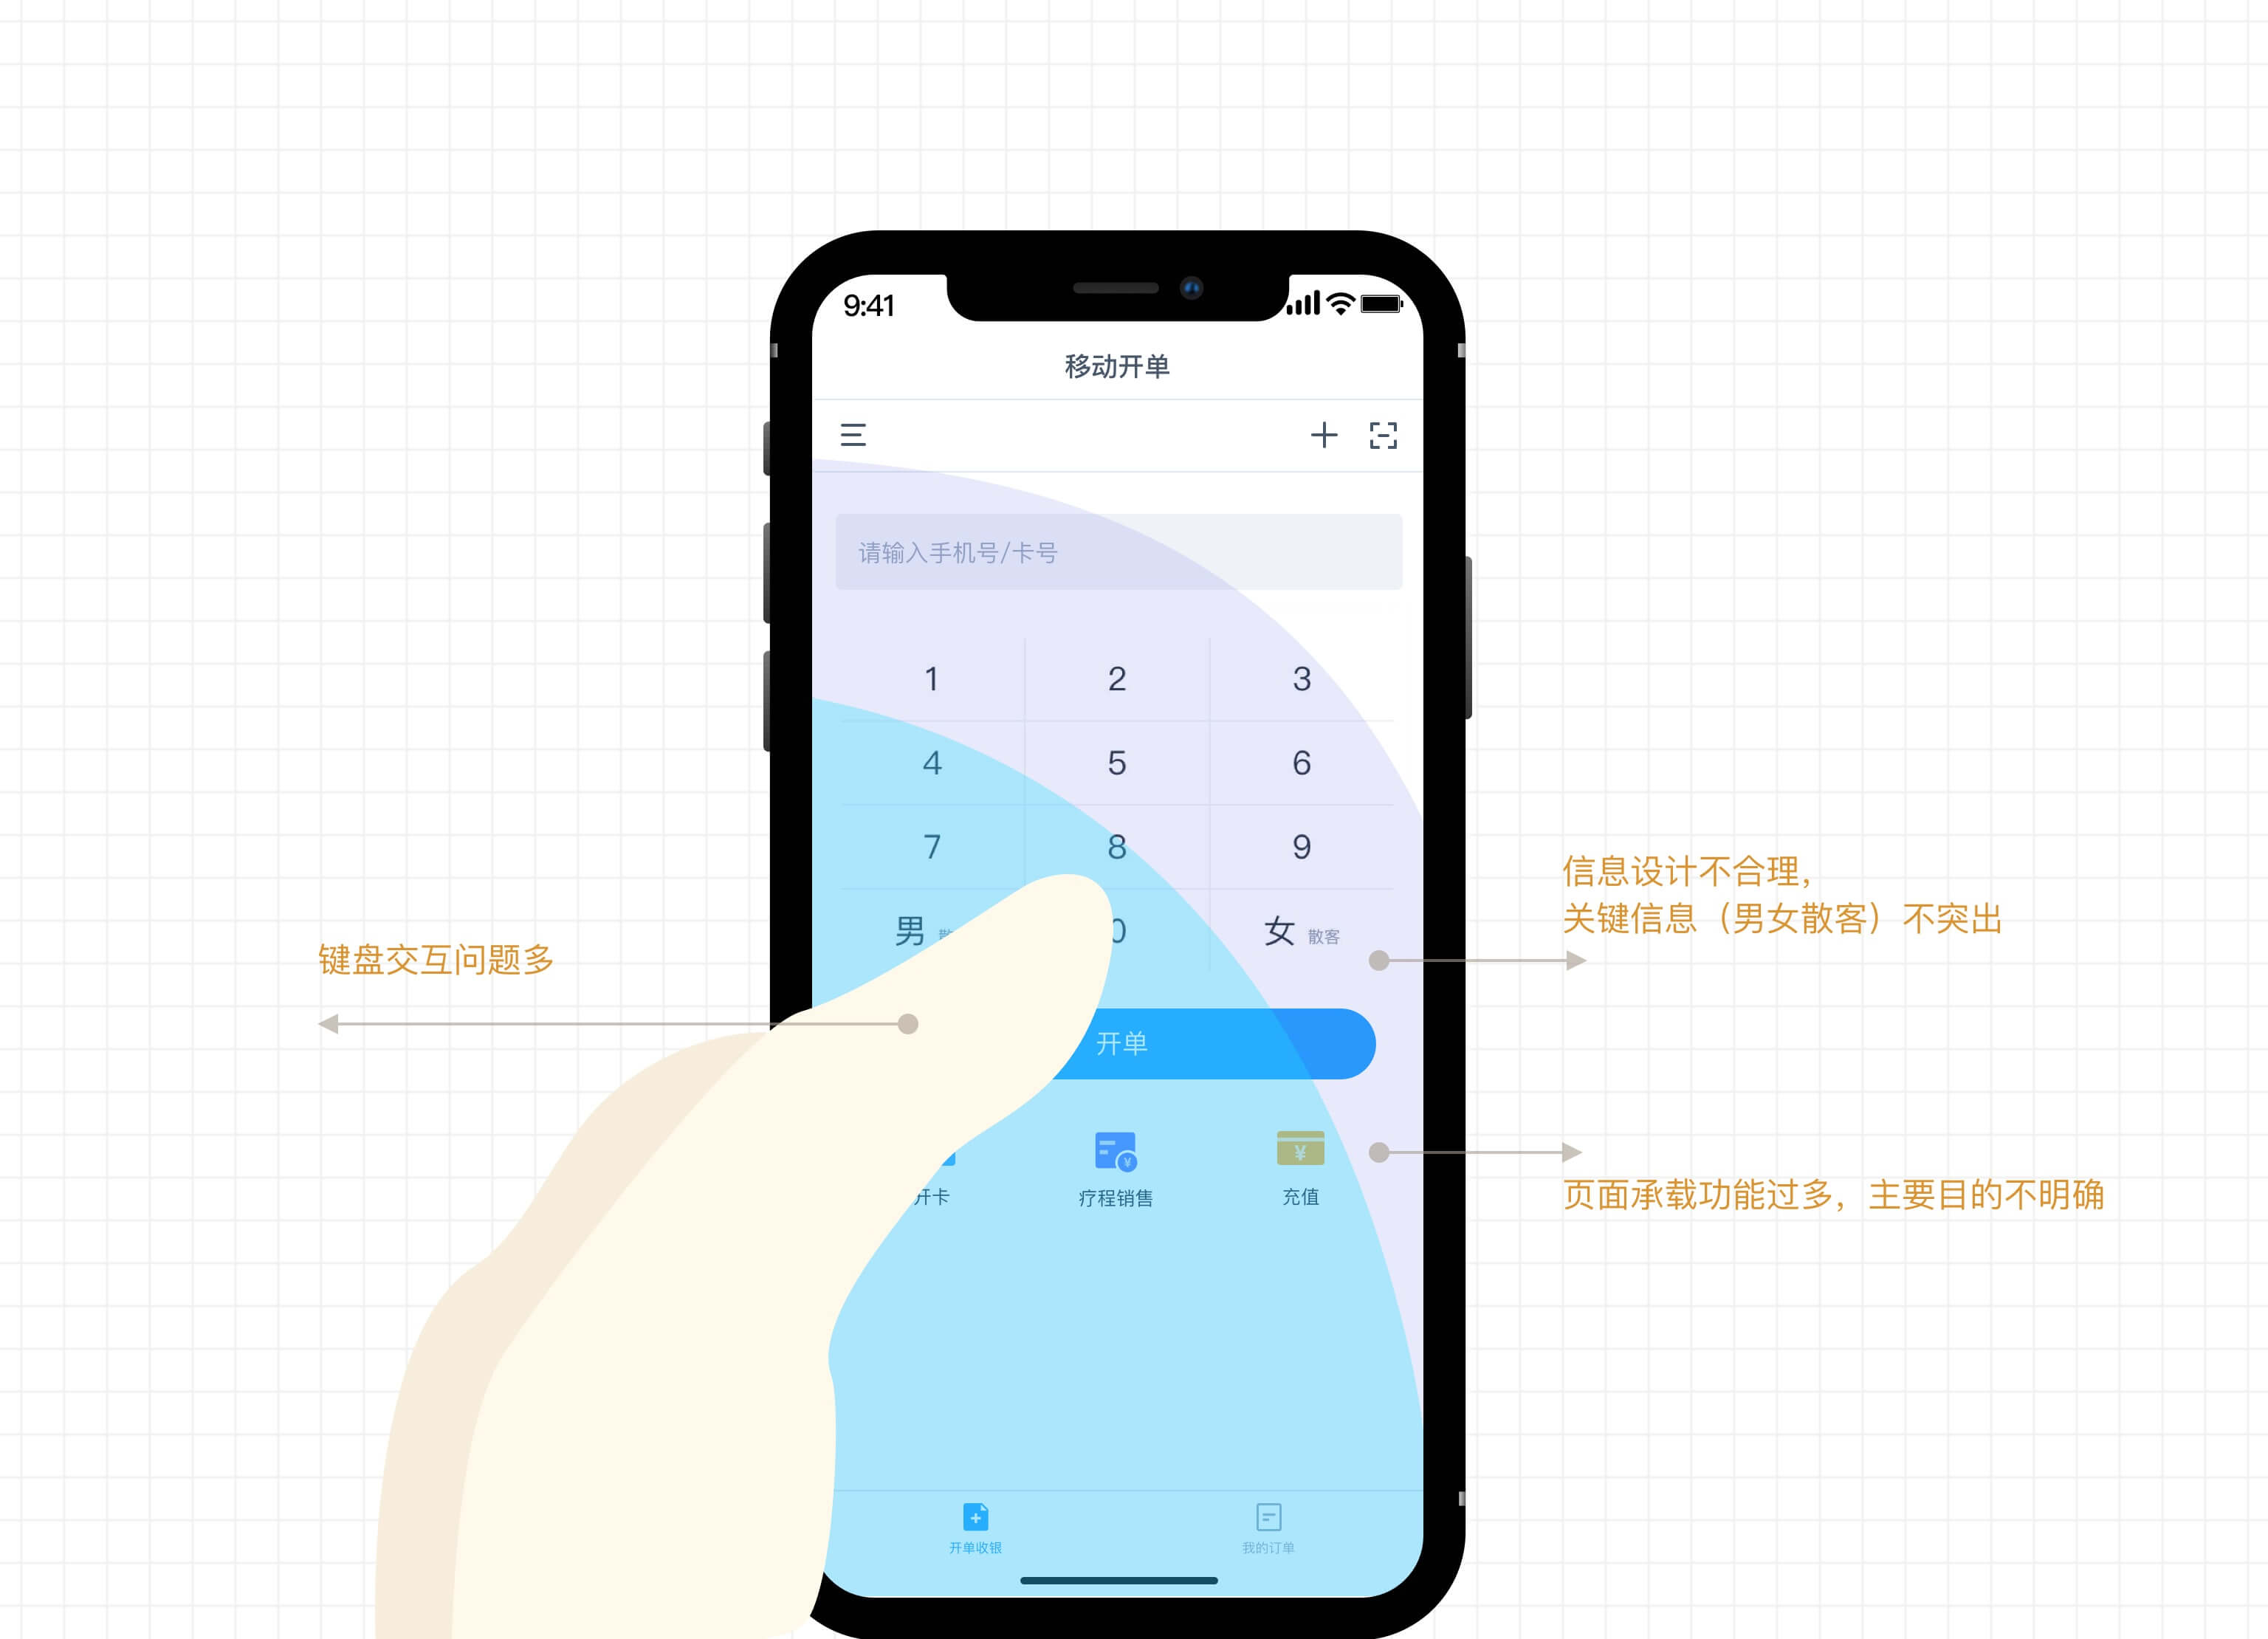 9:41
移动开单
请输入手机号/卡号
1 2 3
4 5 6
7 8 9
男 0 女 散客
开单
开卡 疗程销售 充值
开单收银 我的订单
键盘交互问题多
信息设计不合理，
关键信息（男女散客）不突出
页面承载功能过多，主要目的不明确